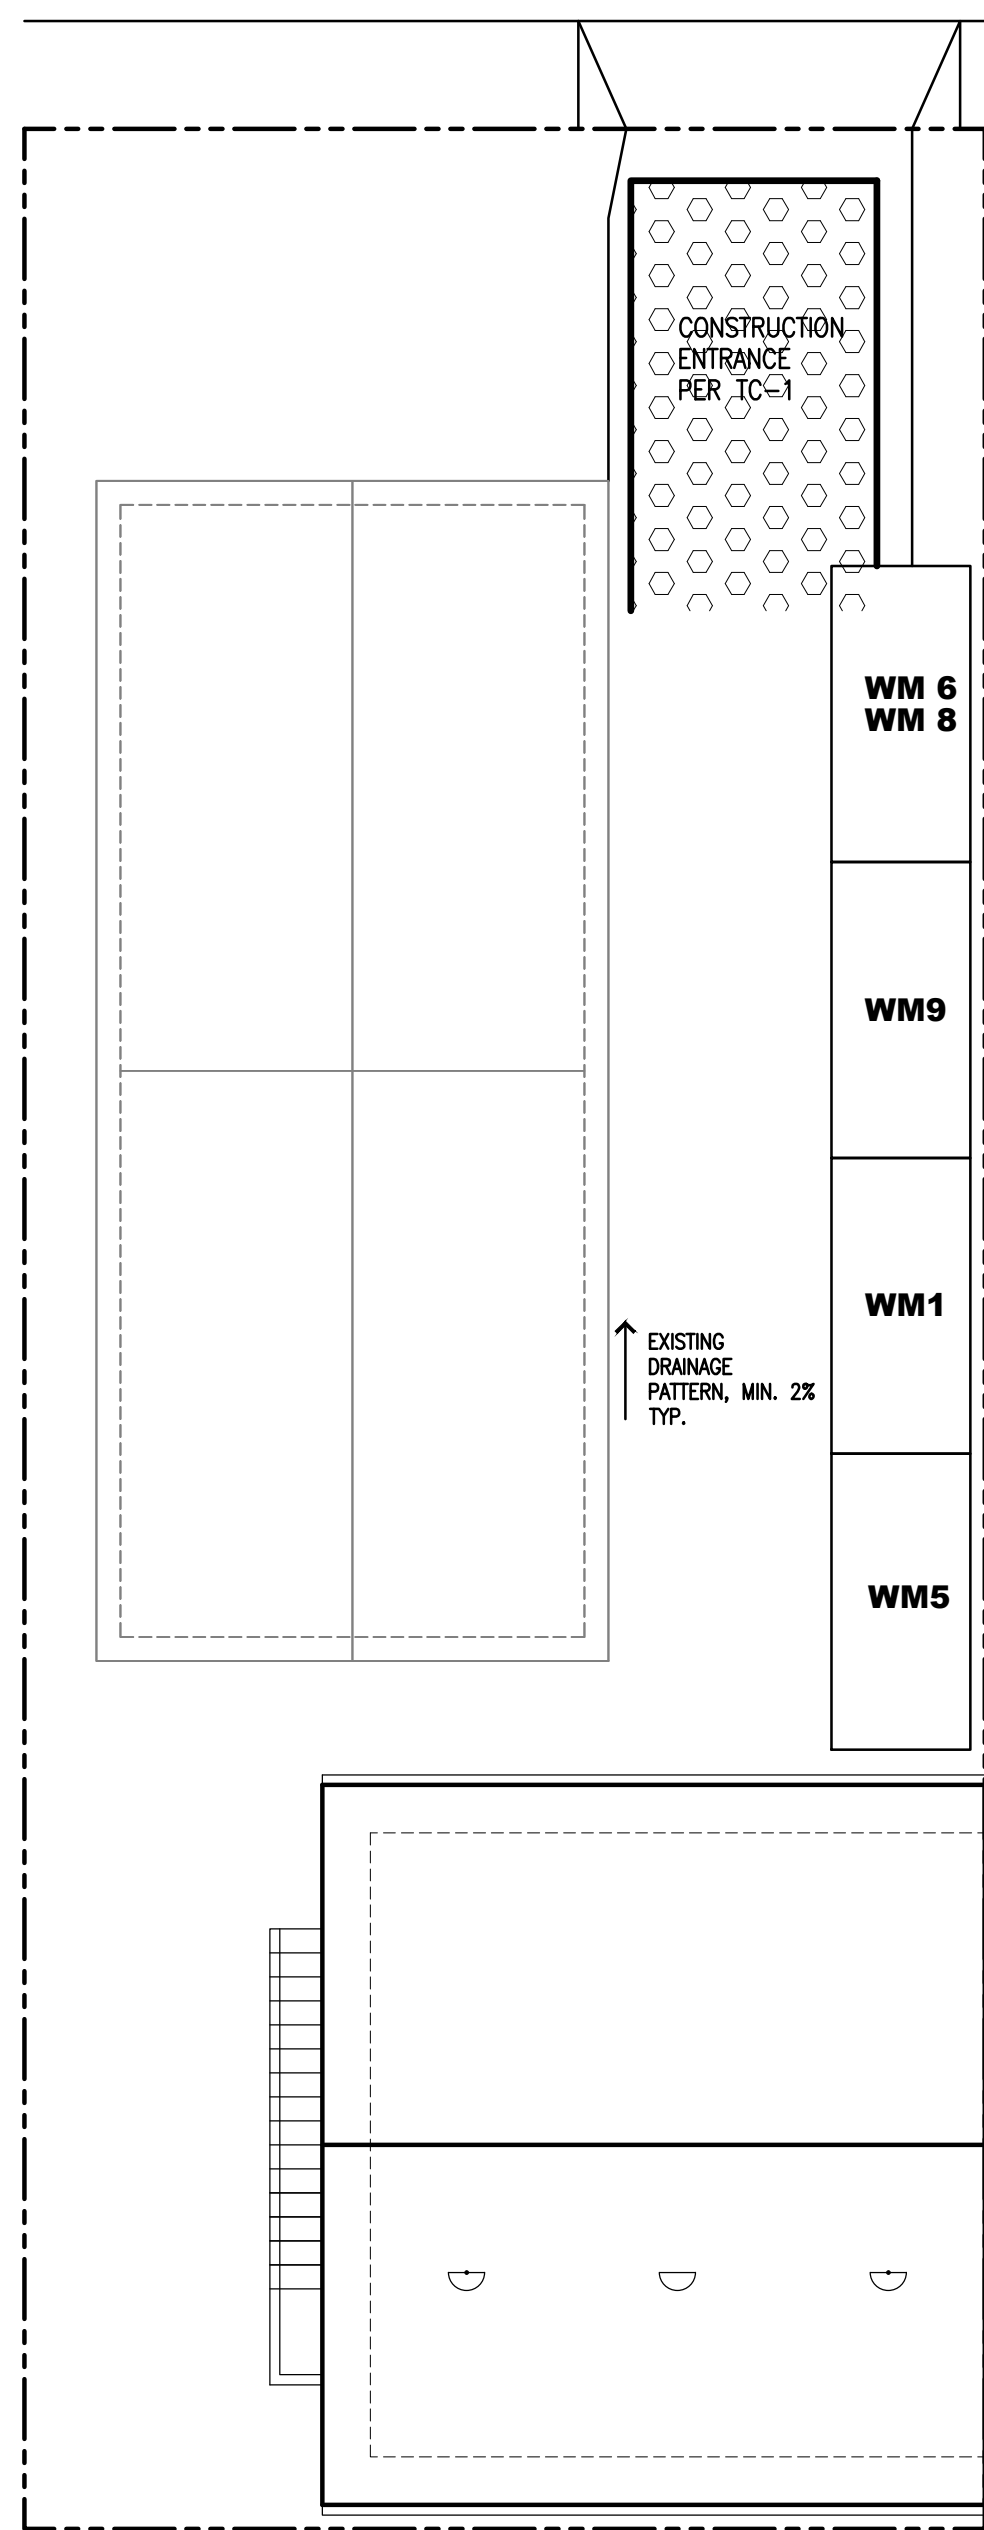 CONSTRUCTION
ENTRANCE
PER TC-1
WM 6
WM 8
WM9
WM1
EXISTING
DRAINAGE
PATTERN, MIN. 2%
TYP.
WM5